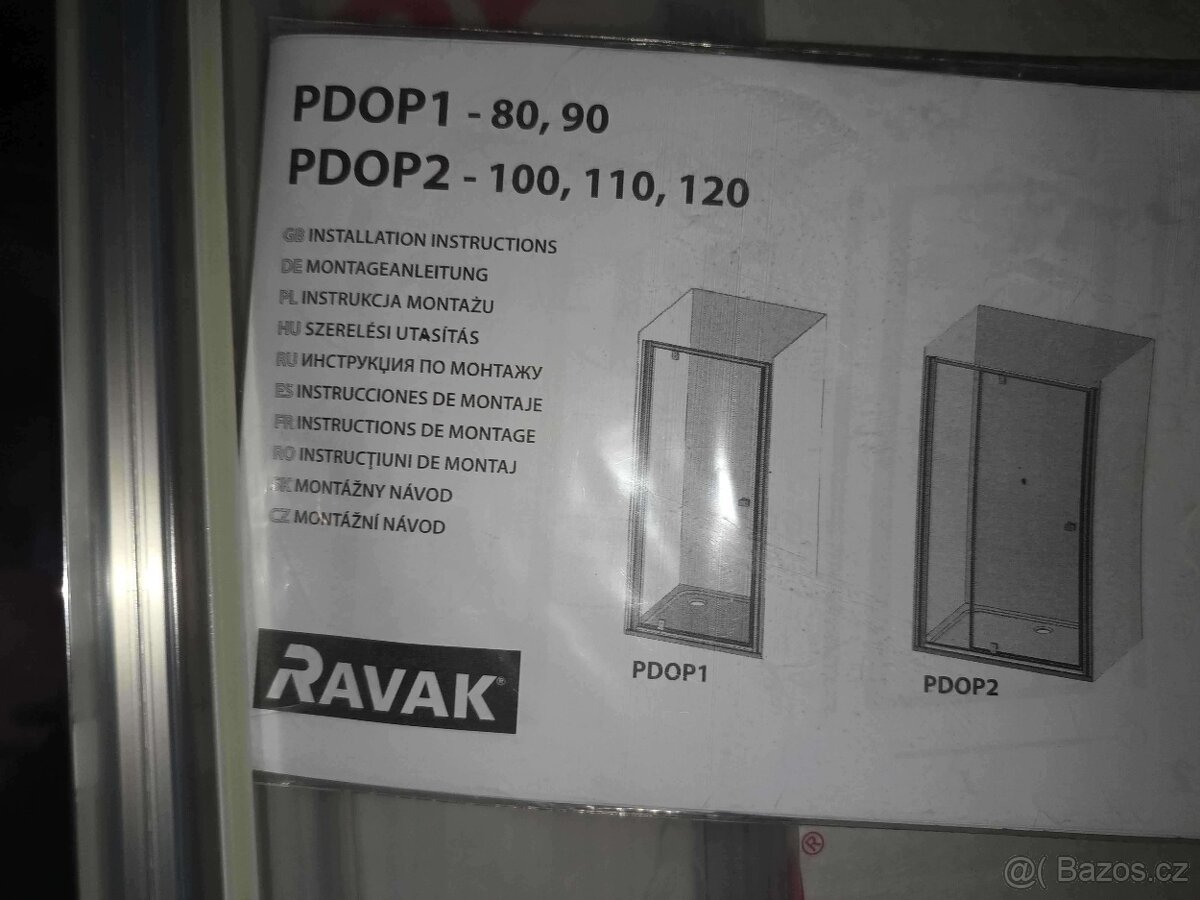 PDOP1 - 80, 90
PDOP2 - 100, 110, 120
GB INSTALLATION INSTRUCTIONS
DE MONTAGEANLEITUNG
PL INSTRUKCJA MONTAŻU
HU SZERELÉSI UTASÍTÁS
RU ИНСТРУКЦИЯ ПО МОНТАЖУ
ES INSTRUCCIONES DE MONTAJE
FR INSTRUCTIONS DE MONTAGE
RO INSTRUCŢIUNI DE MONTAJ
SK MONTÁŽNY NÁVOD
CZ MONTÁŽNÍ NÁVOD
PDOP1
PDOP2
RAVAK®
®
@( Bazos.cz